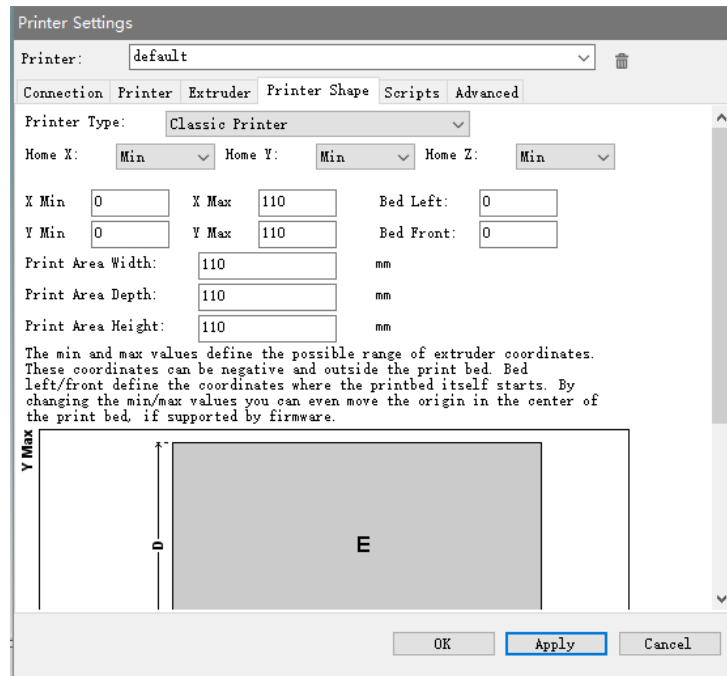 Printer Settings
Printer: default
Connection Printer Extruder Printer Shape Scripts Advanced
Printer Type: Classic Printer
Home X: Min Home Y: Min Home Z: Min
X Min 0 X Max 110 Bed Left: 0
Y Min 0 Y Max 110 Bed Front: 0
Print Area Width: 110 mm
Print Area Depth: 110 mm
Print Area Height: 110 mm
The min and max values define the possible range of extruder coordinates.
These coordinates can be negative and outside the print bed. Bed
left/front define the coordinates where the printbed itself starts. By
changing the min/max values you can even move the origin in the center of
the print bed, if supported by firmware.
Y Max
D
E
OK Apply Cancel